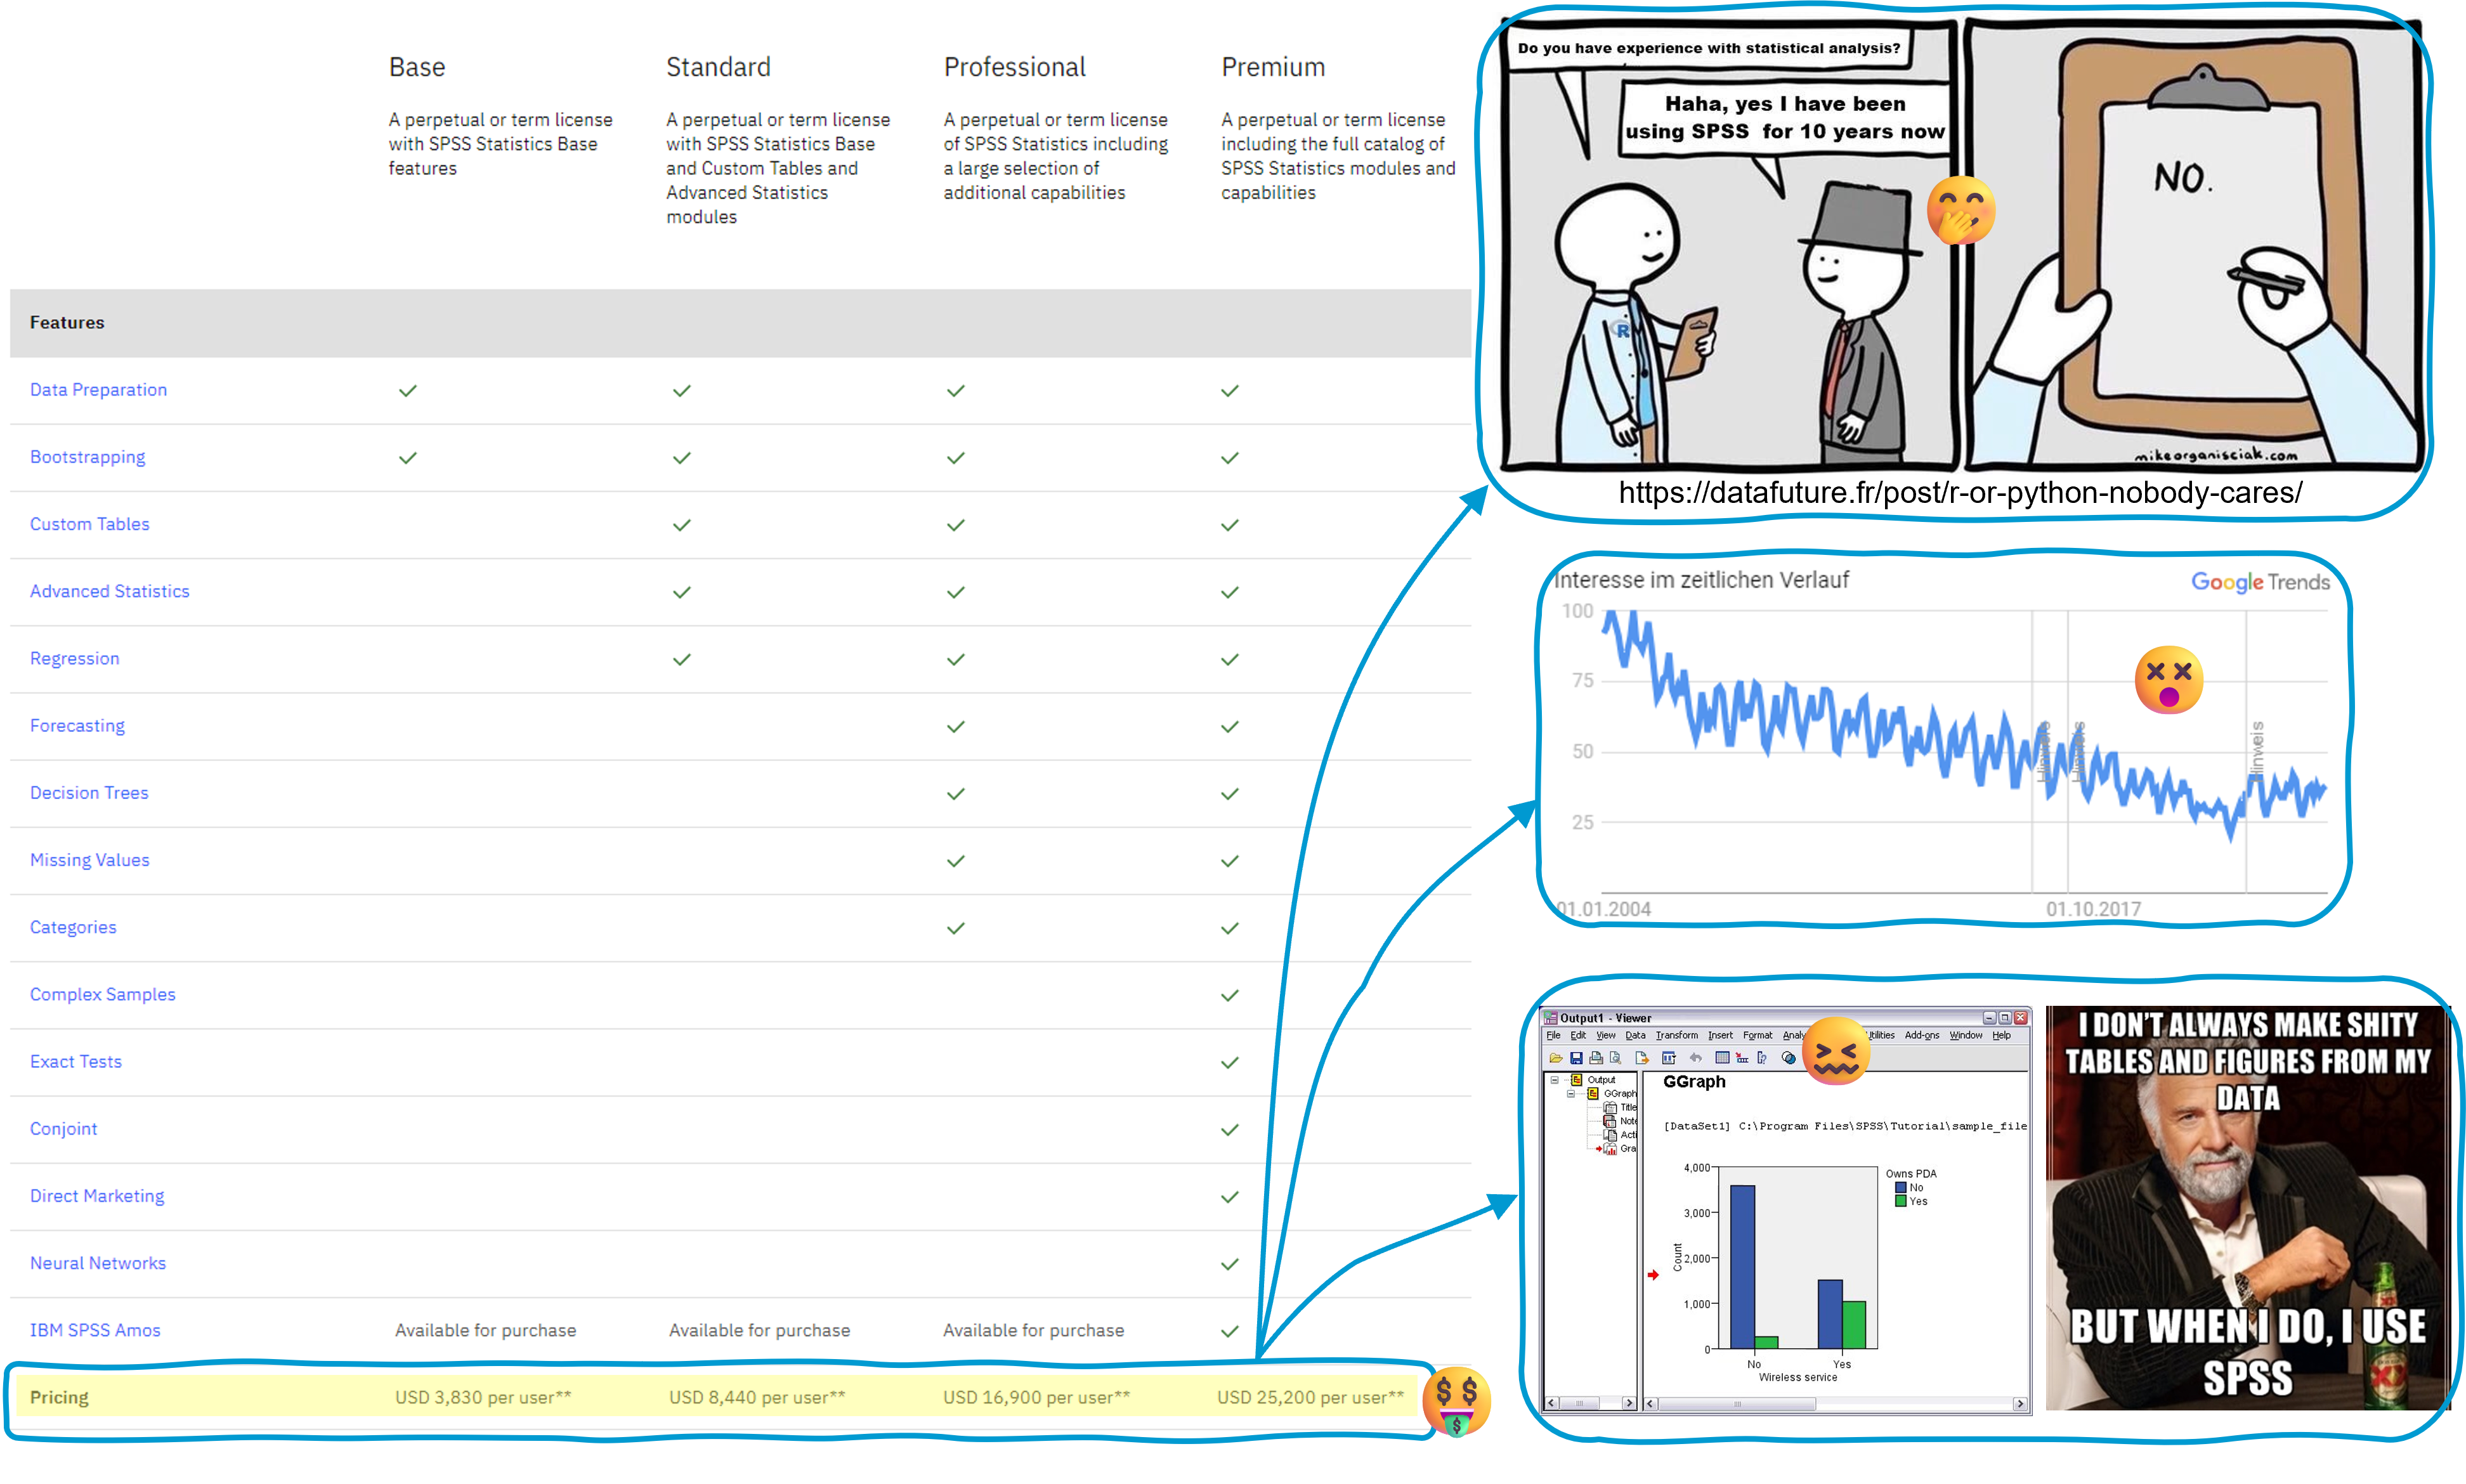 Base
A perpetual or term license
with SPSS Statistics Base
features
Standard
A perpetual or term license
with SPSS Statistics Base
and Custom Tables and
Advanced Statistics
modules
Professional
A perpetual or term license
of SPSS Statistics including
a large selection of
additional capabilities
Premium
A perpetual or term license
including the full catalog of
SPSS Statistics modules and
capabilities
Features
Data Preparation
Bootstrapping
Custom Tables
Advanced Statistics
Regression
Forecasting
Decision Trees
Missing Values
Categories
Complex Samples
Exact Tests
Conjoint
Direct Marketing
Neural Networks
IBM SPSS Amos Available for purchase Available for purchase Available for purchase
Pricing USD 3,830 per user** USD 8,440 per user** USD 16,900 per user** USD 25,200 per user**
Do you have experience with statistical analysis?
Haha, yes I have been
using SPSS for 10 years now
R
NO.
mikeorganisciak.com
https://datafuture.fr/post/r-or-python-nobody-cares/
Interesse im zeitlichen Verlauf
Google Trends
100
75
50
25
Hinweis
Hinweis
Hinweis
01.01.2004 01.10.2017
Output1 - Viewer
File Edit View Data Transform Insert Format Analy Utilities Add-ons Window Help
Output
GGraph
Title
Note
Acti
Gra
GGraph
[DataSet1] C:\Program Files\SPSS\Tutorial\sample_file
4,000
3,000
2,000
1,000
0
Count
No Yes
Wireless service
Owns PDA
No
Yes
I DON'T ALWAYS MAKE SHITY
TABLES AND FIGURES FROM MY
DATA
BUT WHEN I DO, I USE
SPSS